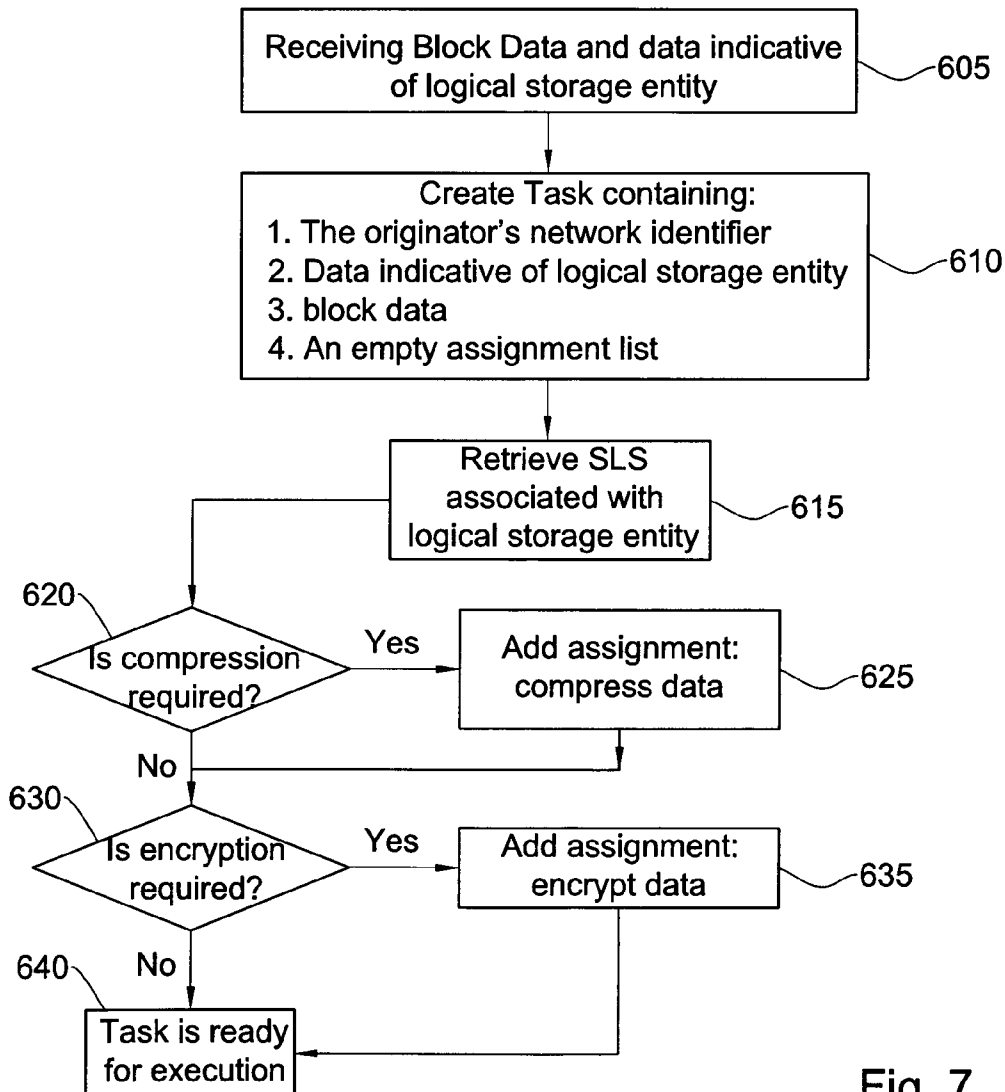 Receiving Block Data and data indicative
of logical storage entity
605
Create Task containing:
1. The originator's network identifier
2. Data indicative of logical storage entity
3. block data
4. An empty assignment list
610
Retrieve SLS
associated with
logical storage entity
615
620
Is compression
required?
Yes
Add assignment:
compress data
625
No
630
Is encryption
required?
Yes
Add assignment:
encrypt data
635
No
640
Task is ready
for execution
Fig. 7